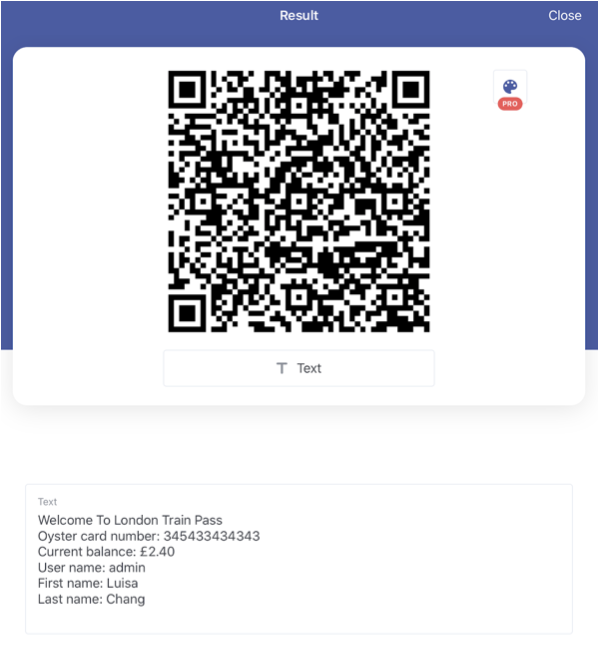 Result
Close
PRO
Text
Text
Welcome To London Train Pass
Oyster card number: 345433434343
Current balance: £2.40
User name: admin
First name: Luisa
Last name: Chang